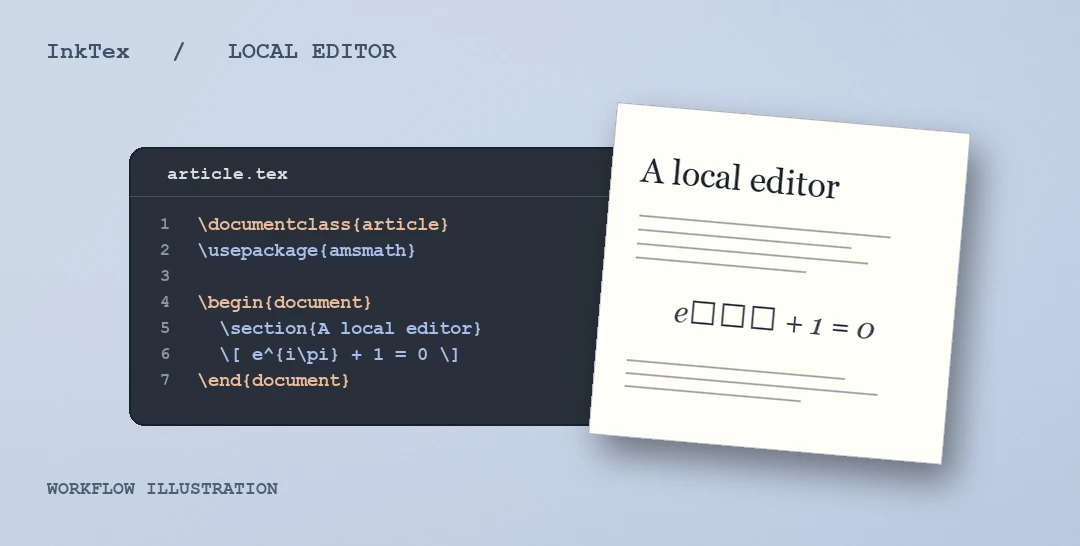 InkTex / LOCAL EDITOR
article.tex
1 \documentclass{article}
2 \usepackage{amsmath}
3
4 \begin{document}
5 \section{A local editor}
6 \[ e^{i\pi} + 1 = 0 \]
7 \end{document}
A local editor
e□□□ + 1 = 0
WORKFLOW ILLUSTRATION